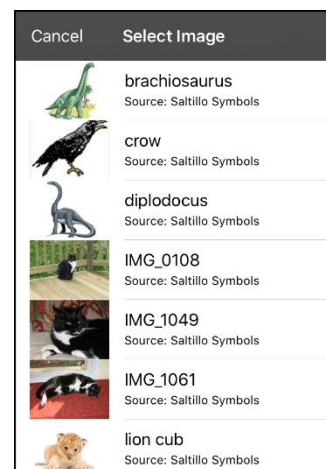 Cancel Select Image
brachiosaurus
Source: Saltillo Symbols
crow
Source: Saltillo Symbols
diplodocus
Source: Saltillo Symbols
IMG_0108
Source: Saltillo Symbols
IMG_1049
Source: Saltillo Symbols
IMG_1061
Source: Saltillo Symbols
lion cub
Source: Saltillo Symbols